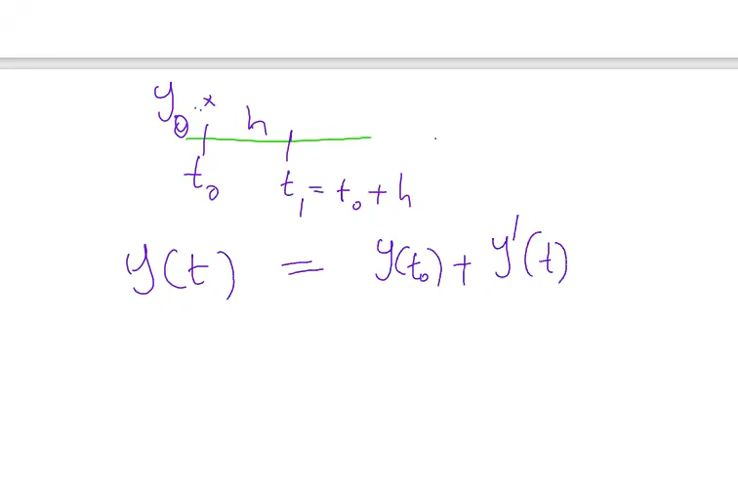 y₀ h
t₀ t₁ = t₀ + h
y(t) = y(t₀) + y'(t)